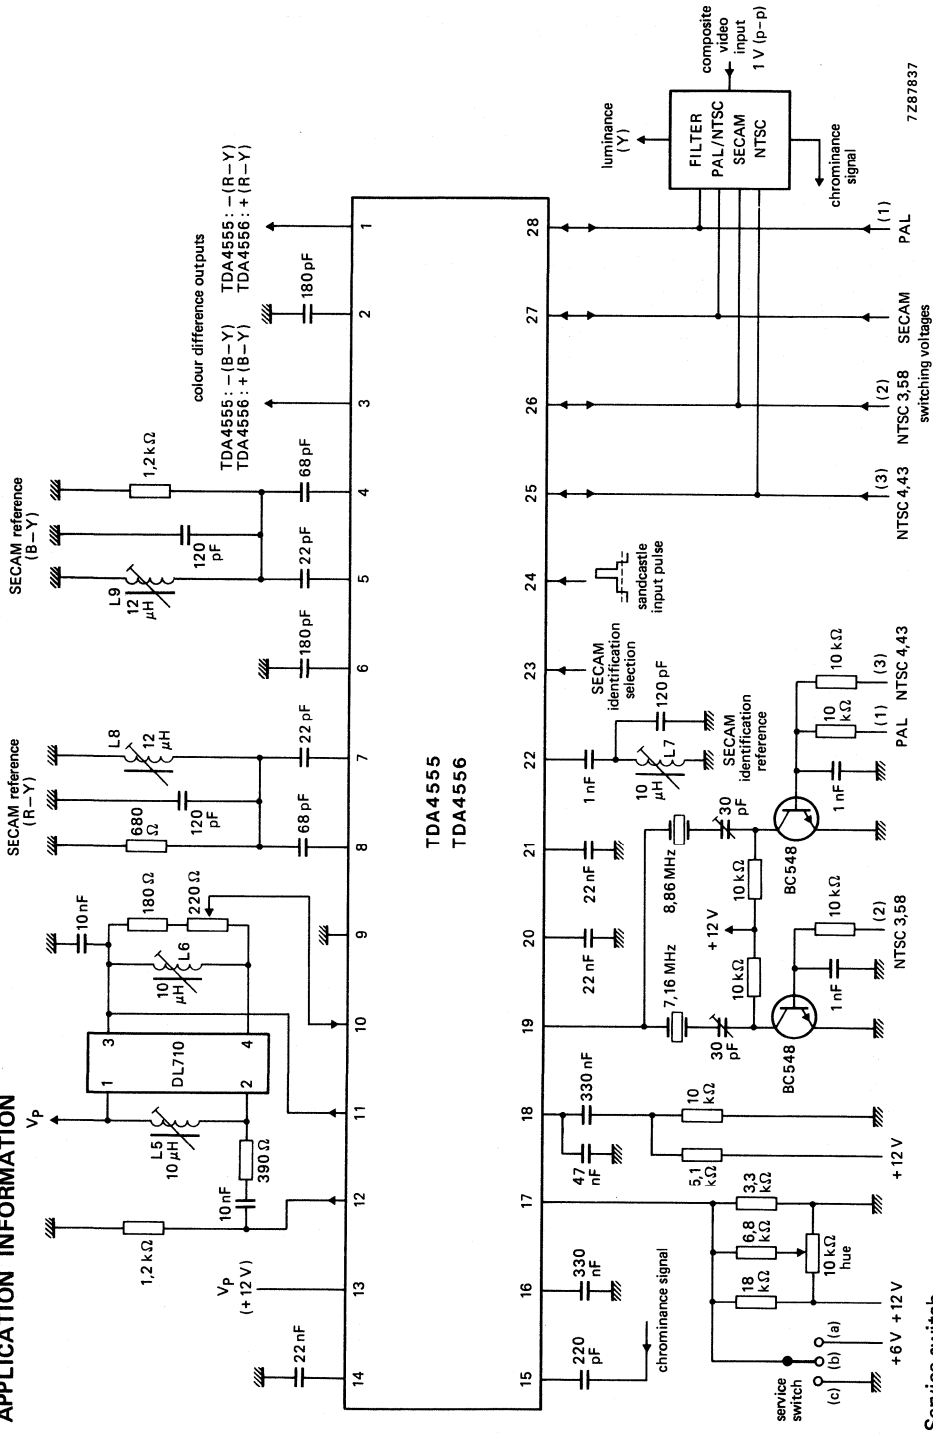 APPLICATION INFORMATION
SECAM reference
(R−Y)
SECAM reference
(B−Y)
VP
10 nF
180 Ω
220 Ω
L6
10
μH
3
4
DL710
1
2
L5
10 μH
390 Ω
10 nF
1,2 kΩ
VP
(+ 12 V)
22 nF
680
Ω
120
pF
L8
12
μH
68 pF
22 pF
180 pF
L9
12
μH
120
pF
1,2 kΩ
22 pF
68 pF
colour difference outputs
TDA4555 : −(B−Y)
TDA4556 : +(B−Y)
TDA4555 : −(R−Y)
TDA4556 : +(R−Y)
180 pF
14
13
12
11
10
9
8
7
6
5
4
3
2
1
TDA4555
TDA4556
15
16
17
18
19
20
21
22
23
24
25
26
27
28
220
pF
chrominance signal
330
nF
47
nF
330 nF
5,1
kΩ
10
kΩ
+12 V
18
kΩ
6,8
kΩ
3,3
kΩ
10 kΩ
hue
service
switch
(c)
(b)
(a)
+6 V +12 V
22 nF
22 nF
7,16 MHz
8,86 MHz
30
pF
30
pF
10 kΩ
+12 V
10 kΩ
BC548
BC548
1 nF
10 kΩ
(2)
NTSC 3,58
1 nF
10
kΩ
10 kΩ
(1)
PAL
(3)
NTSC 4,43
1 nF
10
μH
L7
120 pF
SECAM
identification
reference
SECAM
identification
selection
sandcastle
input pulse
(3)
NTSC 4,43
(2)
NTSC 3,58
SECAM
(1)
PAL
switching voltages
luminance
(Y)
FILTER
PAL/NTSC
SECAM
NTSC
composite
video
input
1 V (p−p)
chrominance
signal
7Z87837
Service switch